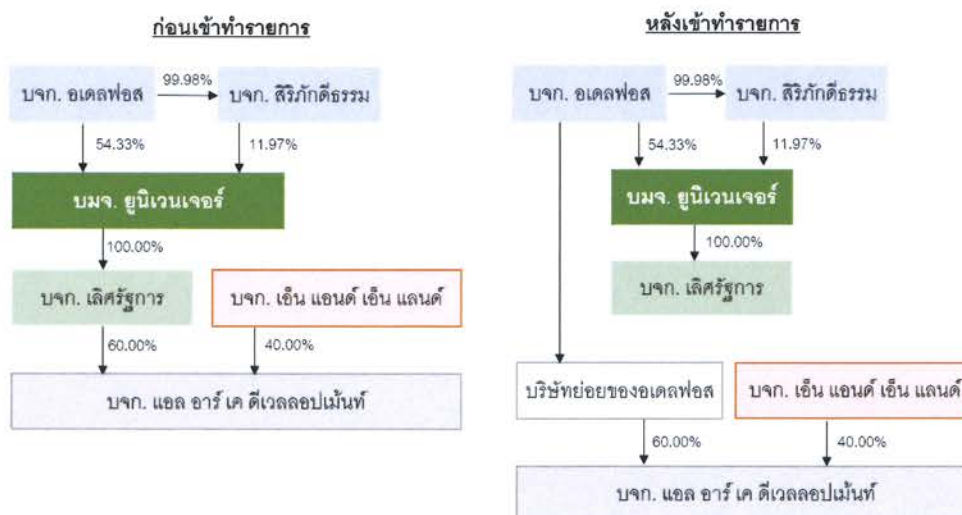 ก่อนเข้าทำรายการ
บจก. อเดลฟอส
99.98%
บจก. สิริภักดีธรรม
54.33%
11.97%
บมจ. ยูนิเวนเจอร์
100.00%
บจก. เลิศรัฐการ
บจก. เอ็น แอนด์ เอ็น แลนด์
60.00%
40.00%
บจก. แอล อาร์ เค ดีเวลลอปเม้นท์
หลังเข้าทำรายการ
บจก. อเดลฟอส
99.98%
บจก. สิริภักดีธรรม
54.33%
11.97%
บมจ. ยูนิเวนเจอร์
100.00%
บจก. เลิศรัฐการ
บริษัทย่อยของอเดลฟอส
บจก. เอ็น แอนด์ เอ็น แลนด์
60.00%
40.00%
บจก. แอล อาร์ เค ดีเวลลอปเม้นท์